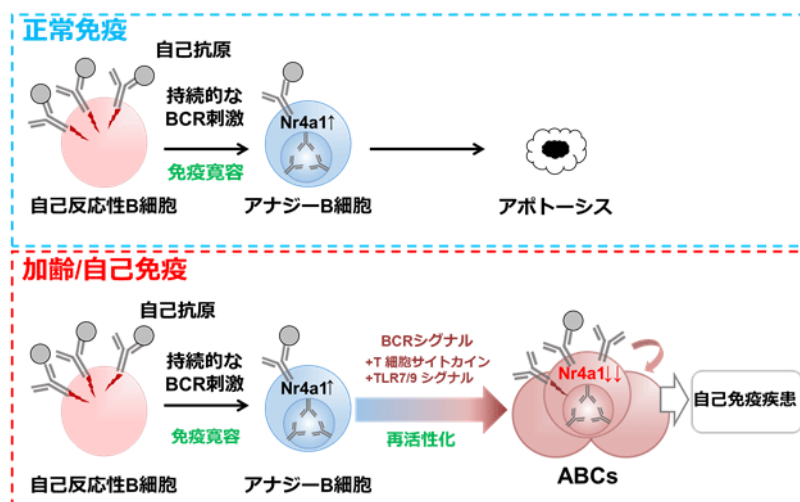 正常免疫
自己抗原
持続的な
BCR刺激
免疫寛容
Nr4a1↑
自己反応性B細胞
アナジーB細胞
アポトーシス
加齢/自己免疫
自己抗原
持続的な
BCR刺激
免疫寛容
Nr4a1↑
BCRシグナル
+T 細胞サイトカイン
+TLR7/9 シグナル
再活性化
Nr4a1↓↓
自己免疫疾患
自己反応性B細胞
アナジーB細胞
ABCs